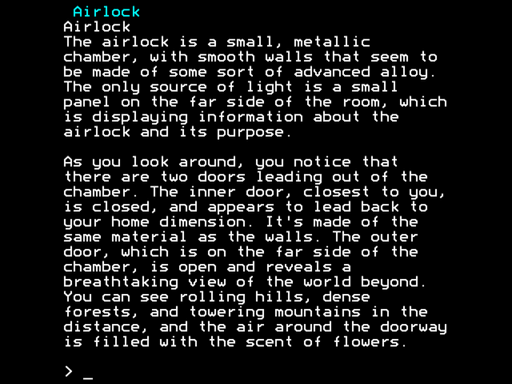 Airlock
Airlock
The airlock is a small, metallic
chamber, with smooth walls that seem to
be made of some sort of advanced alloy.
The only source of light is a small
panel on the far side of the room, which
is displaying information about the
airlock and its purpose.
As you look around, you notice that
there are two doors leading out of the
chamber. The inner door, closest to you,
is closed, and appears to lead back to
your home dimension. It's made of the
same material as the walls. The outer
door, which is on the far side of the
chamber, is open and reveals a
breathtaking view of the world beyond.
You can see rolling hills, dense
forests, and towering mountains in the
distance, and the air around the doorway
is filled with the scent of flowers.
> _